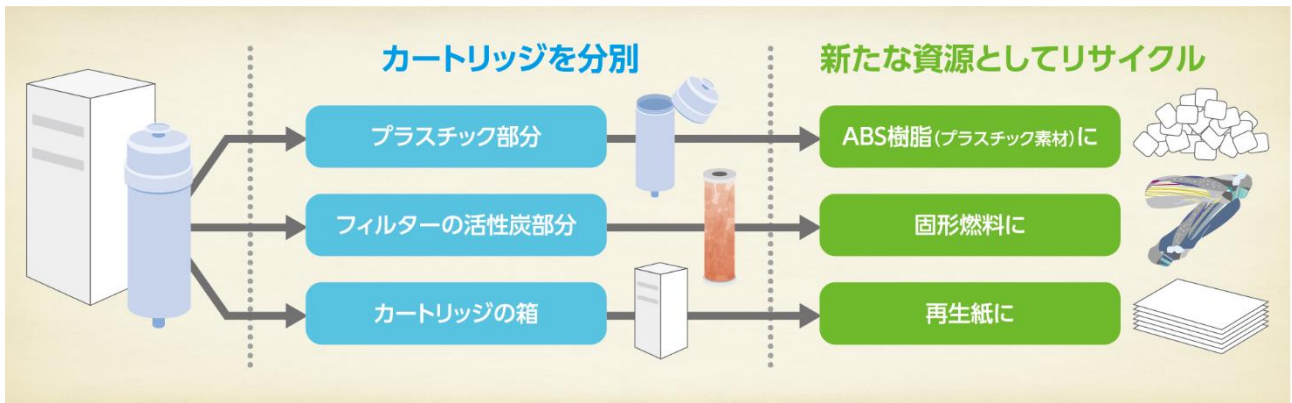 カートリッジを分別
新たな資源としてリサイクル
プラスチック部分
ABS樹脂(プラスチック素材)に
フィルターの活性炭部分
固形燃料に
カートリッジの箱
再生紙に